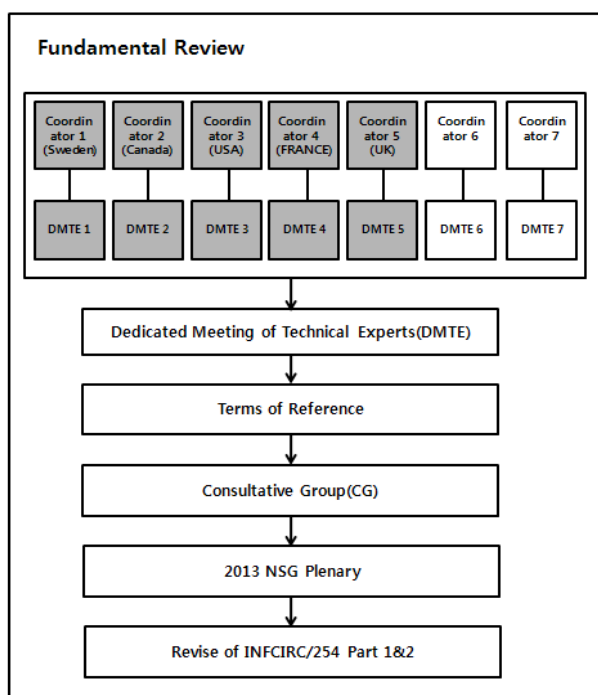 Fundamental Review
Coordin
ator 1
(Sweden)
Coordin
ator 2
(Canada)
Coordin
ator 3
(USA)
Coordin
ator 4
(FRANCE)
Coordin
ator 5
(UK)
Coordin
ator 6
Coordin
ator 7
DMTE 1
DMTE 2
DMTE 3
DMTE 4
DMTE 5
DMTE 6
DMTE 7
Dedicated Meeting of Technical Experts(DMTE)
Terms of Reference
Consultative Group(CG)
2013 NSG Plenary
Revise of INFCIRC/254 Part 1&2